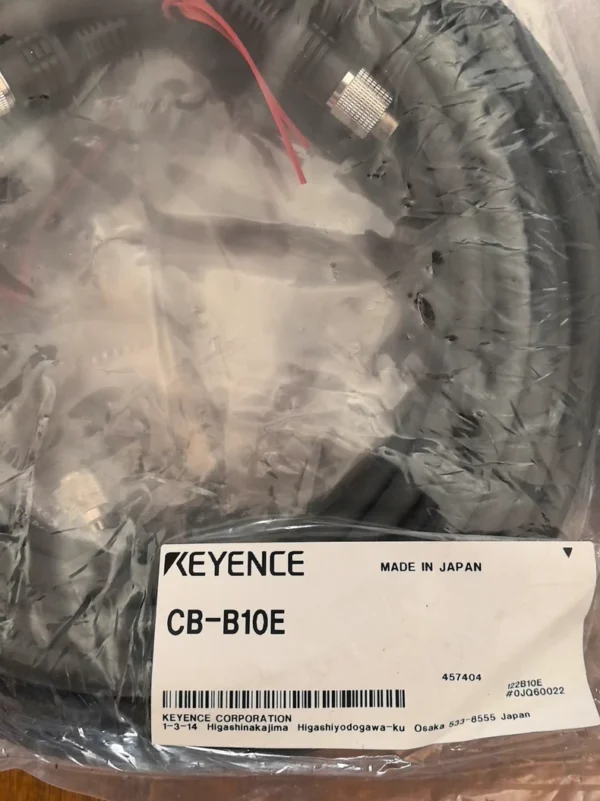 KEYENCE MADE IN JAPAN
CB-B10E
457404 122B10E
#0JQ60022
KEYENCE CORPORATION
1-3-14 Higashinakajima Higashiyodogawa-ku Osaka 533-8555 Japan